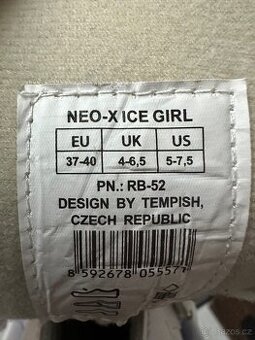 NEO-X ICE GIRL
EU UK US
37-40 4-6,5 5-7,5
PN.: RB-52
DESIGN BY TEMPISH,
CZECH REPUBLIC
8 592678 055577